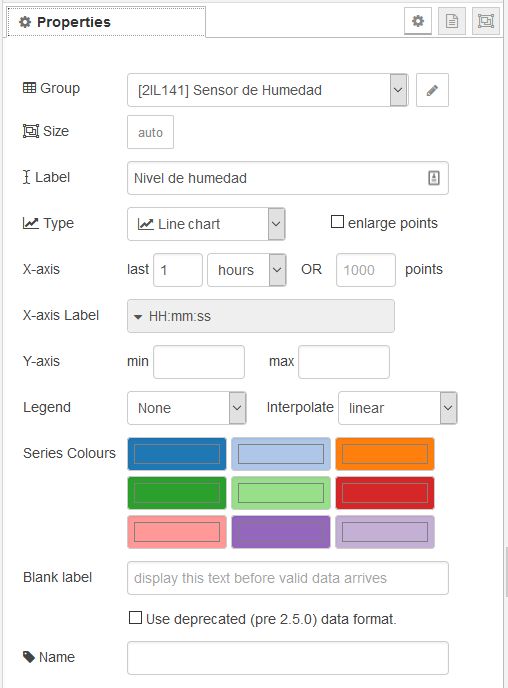 Properties
Group [2IL141] Sensor de Humedad
Size auto
Label Nivel de humedad
Type Line chart enlarge points
X-axis last 1 hours OR 1000 points
X-axis Label HH:mm:ss
Y-axis min max
Legend None Interpolate linear
Series Colours
Blank label display this text before valid data arrives
Use deprecated (pre 2.5.0) data format.
Name